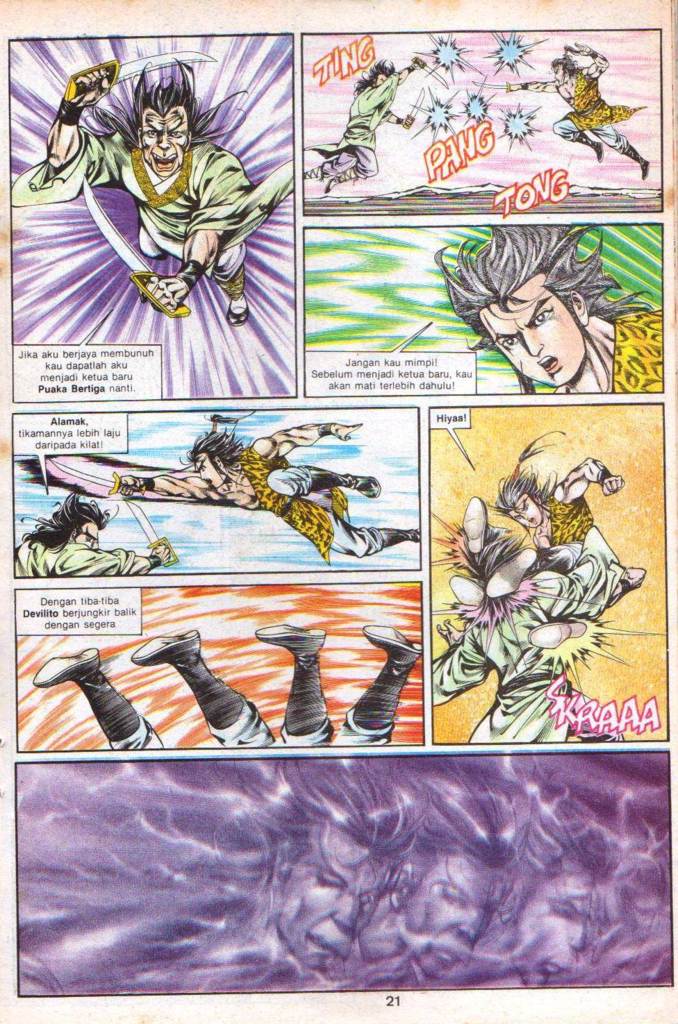 Jika aku berjaya membunuh
kau dapatlah aku
menjadi ketua baru
Puaka Bertiga nanti.
TING
PANG
TONG
Jangan kau mimpi!
Sebelum menjadi ketua baru, kau
akan mati terlebih dahulu!
Alamak,
tikamannya lebih laju
daripada kilat!
Hiyaa!
Dengan tiba-tiba
Devilito berjungkir balik
dengan segera
SKRAAA
21